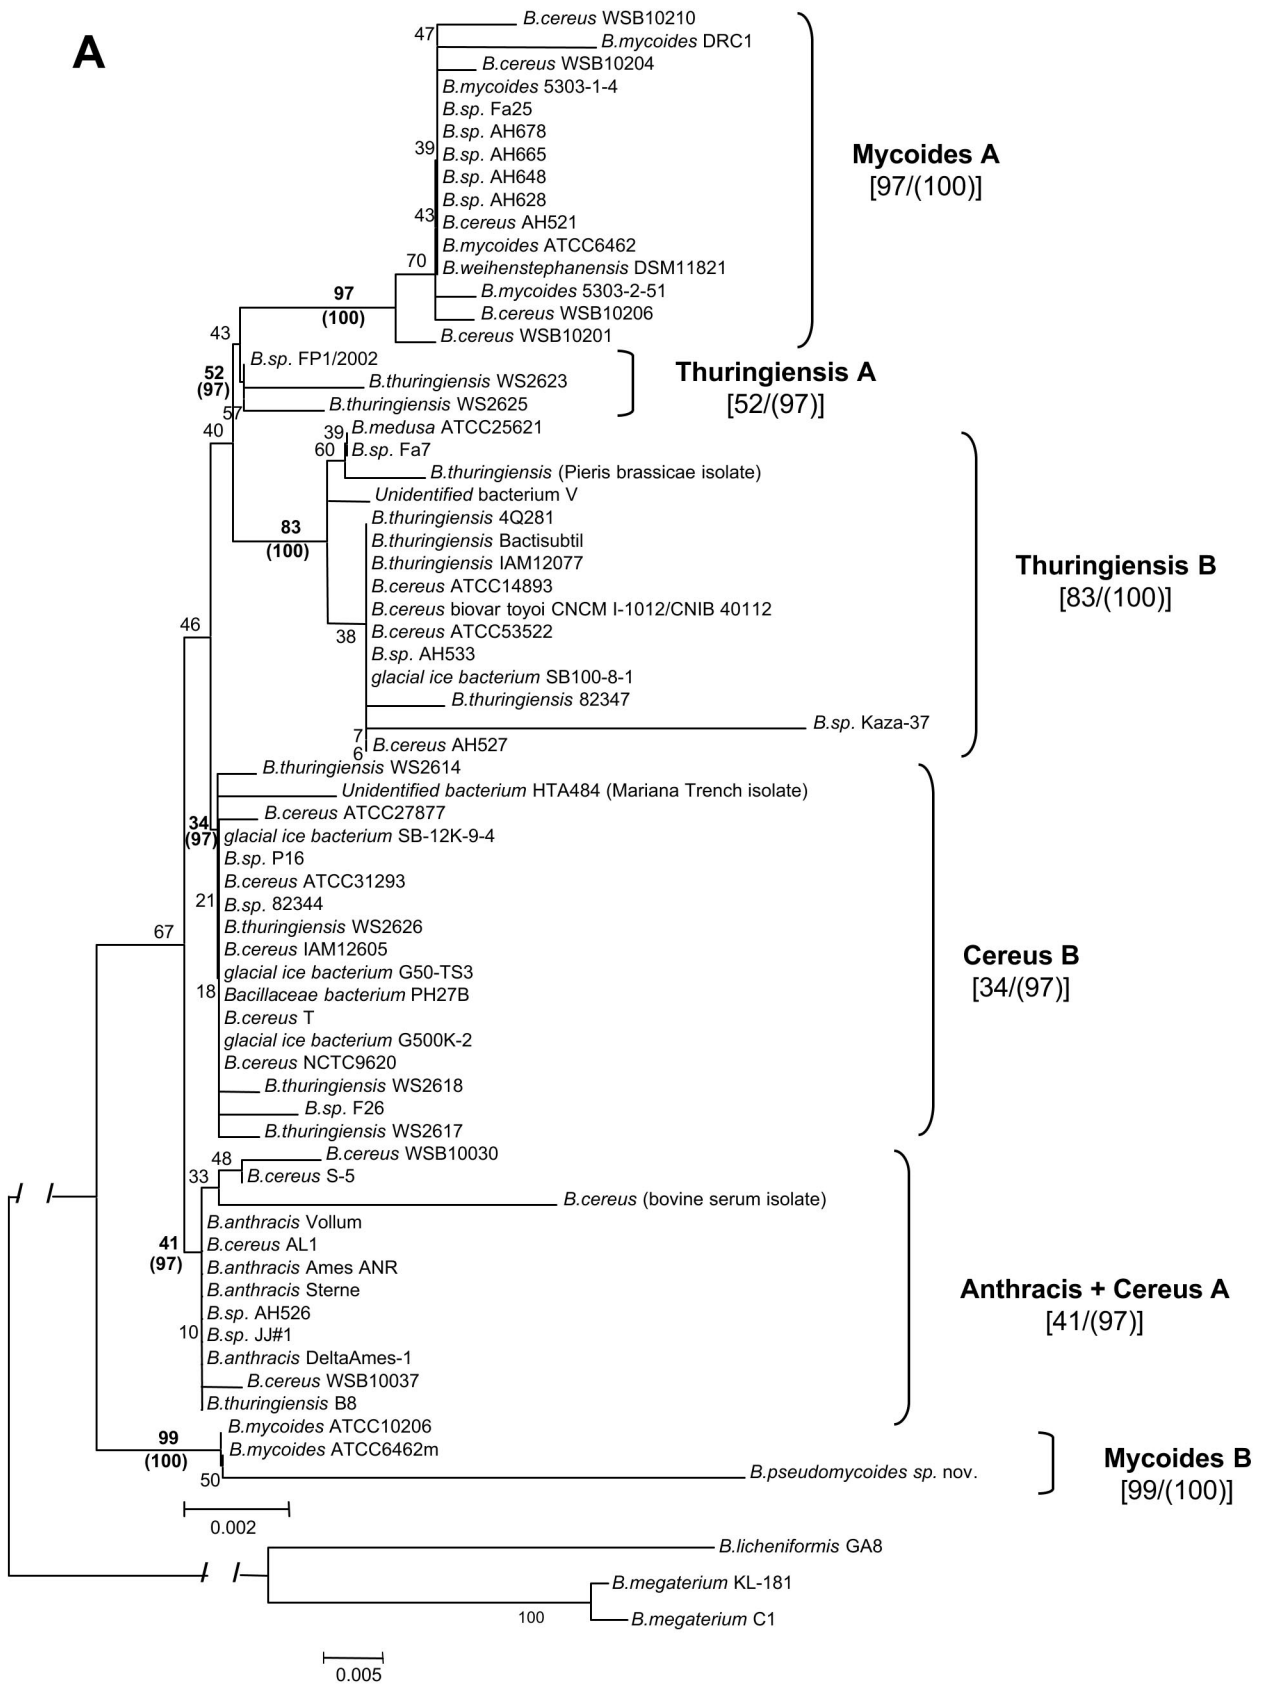 A
B.cereus WSB10210
47
B.mycoides DRC1
B.cereus WSB10204
B.mycoides 5303-1-4
B.sp. Fa25
B.sp. AH678
39
B.sp. AH665
Mycoides A
[97/(100)]
B.sp. AH648
B.sp. AH628
43
B.cereus AH521
B.mycoides ATCC6462
70
B.weihenstephanensis DSM11821
97
(100)
B.mycoides 5303-2-51
B.cereus WSB10206
43
B.cereus WSB10201
B.sp. FP1/2002
52
(97)
B.thuringiensis WS2623
Thuringiensis A
[52/(97)]
57
B.thuringiensis WS2625
40
39
B.medusa ATCC25621
60
B.sp. Fa7
B.thuringiensis (Pieris brassicae isolate)
Unidentified bacterium V
83
(100)
B.thuringiensis 4Q281
B.thuringiensis Bactisubtil
B.thuringiensis IAM12077
Thuringiensis B
[83/(100)]
B.cereus ATCC14893
B.cereus biovar toyoi CNCM I-1012/CNIB 40112
46
38
B.cereus ATCC53522
B.sp. AH533
glacial ice bacterium SB100-8-1
B.thuringiensis 82347
B.sp. Kaza-37
7
6
B.cereus AH527
B.thuringiensis WS2614
Unidentified bacterium HTA484 (Mariana Trench isolate)
B.cereus ATCC27877
34
(97)
glacial ice bacterium SB-12K-9-4
B.sp. P16
B.cereus ATCC31293
21
B.sp. 82344
B.thuringiensis WS2626
67
B.cereus IAM12605
Cereus B
[34/(97)]
glacial ice bacterium G50-TS3
18
Bacillaceae bacterium PH27B
B.cereus T
glacial ice bacterium G500K-2
B.cereus NCTC9620
B.thuringiensis WS2618
B.sp. F26
B.thuringiensis WS2617
48
B.cereus WSB10030
33
B.cereus S-5
B.cereus (bovine serum isolate)
B.anthracis Vollum
41
(97)
B.cereus AL1
B.anthracis Ames ANR
B.anthracis Sterne
Anthracis + Cereus A
[41/(97)]
B.sp. AH526
10
B.sp. JJ#1
B.anthracis DeltaAmes-1
B.cereus WSB10037
B.thuringiensis B8
99
(100)
B.mycoides ATCC10206
B.mycoides ATCC6462m
Mycoides B
[99/(100)]
50
B.pseudomycoides sp. nov.
0.002
B.licheniformis GA8
B.megaterium KL-181
100
B.megaterium C1
0.005